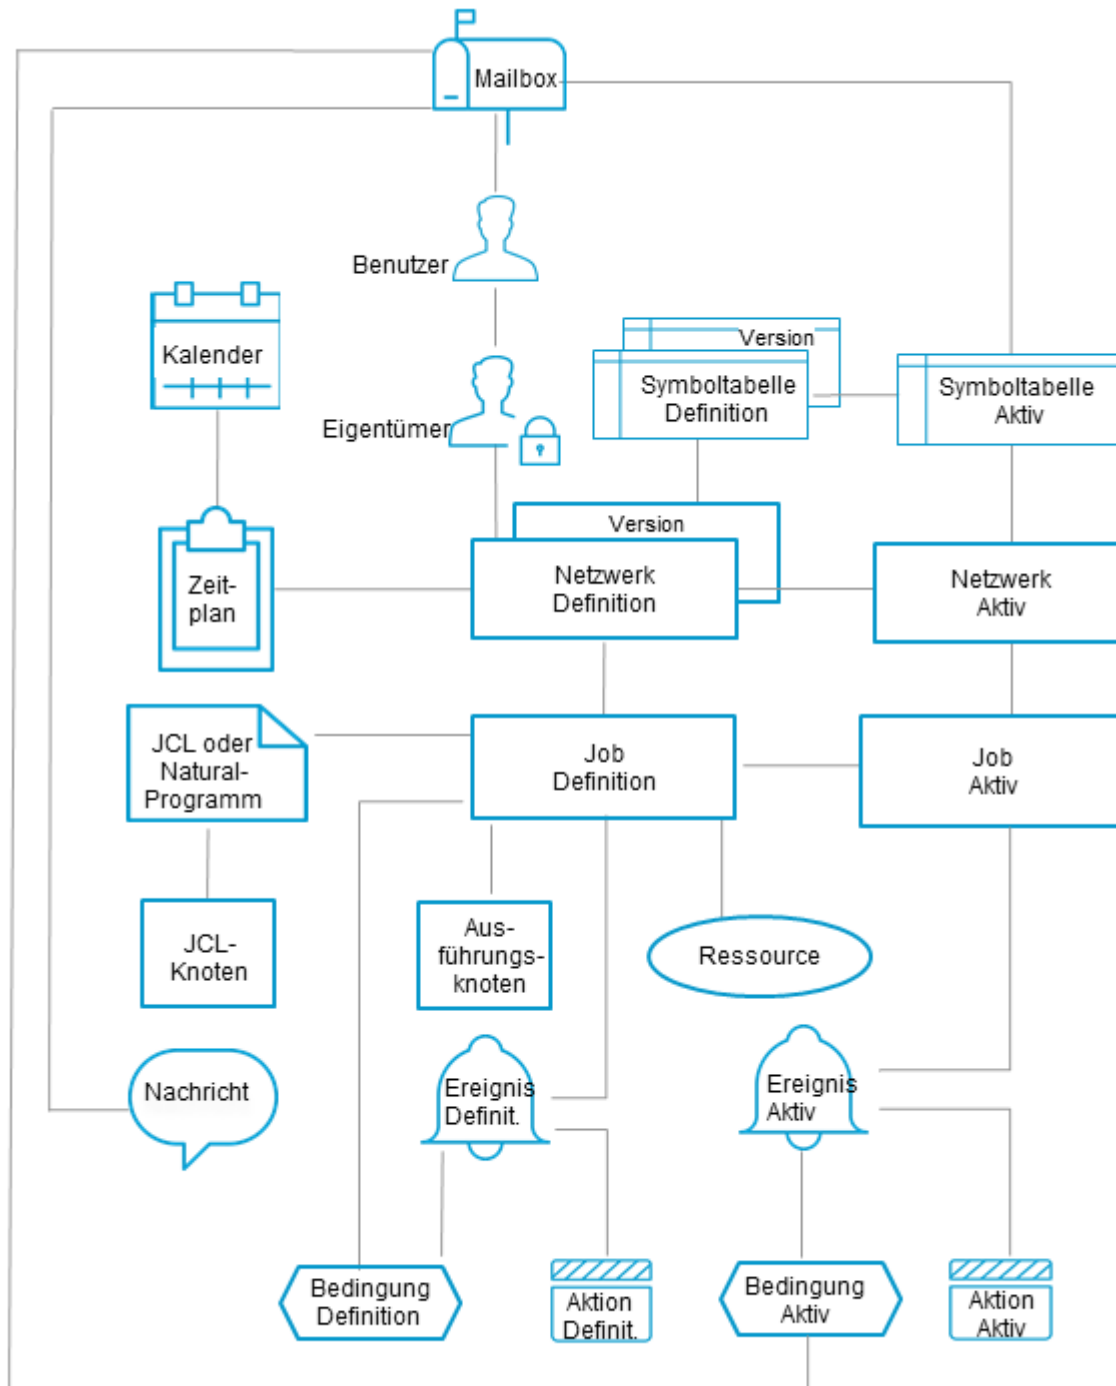 Mailbox
Benutzer
Kalender
Version
Symboltabelle
Definition
Symboltabelle
Aktiv
Eigentümer
Version
Zeit-
plan
Netzwerk
Definition
Netzwerk
Aktiv
JCL oder
Natural-
Programm
Job
Definition
Job
Aktiv
JCL-
Knoten
Aus-
führungs-
knoten
Ressource
Nachricht
Ereignis
Definit.
Ereignis
Aktiv
Bedingung
Definition
Aktion
Definit.
Bedingung
Aktiv
Aktion
Aktiv